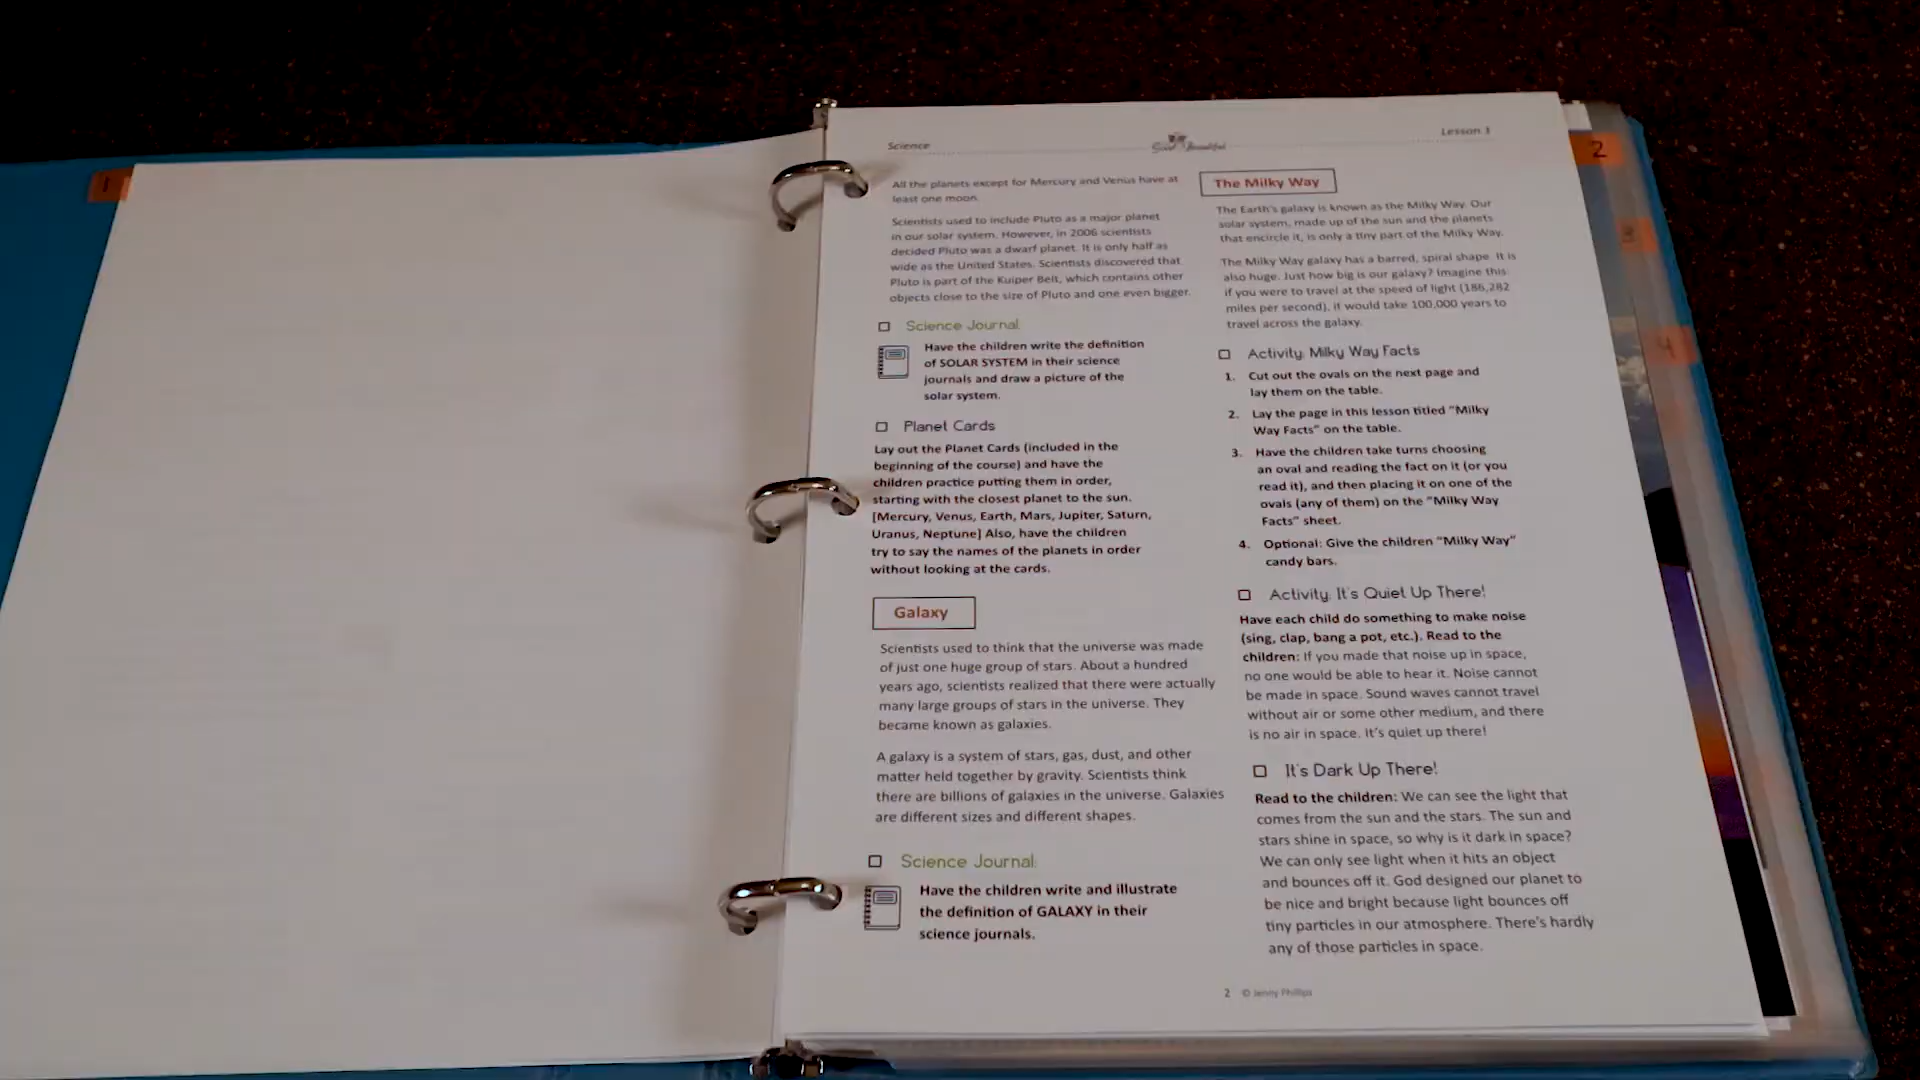 1
Science
Good Beautiful
Lesson 1
All the planets except for Mercury and Venus have at
least one moon.
Scientists used to include Pluto as a major planet
in our solar system. However, in 2006 scientists
decided Pluto was a dwarf planet. It is only half as
wide as the United States. Scientists discovered that
Pluto is part of the Kuiper Belt, which contains other
objects close to the size of Pluto and one even bigger.
Science Journal
Have the children write the definition
of SOLAR SYSTEM in their science
journals and draw a picture of the
solar system.
Planet Cards
Lay out the Planet Cards (included in the
beginning of the course) and have the
children practice putting them in order,
starting with the closest planet to the sun.
[Mercury, Venus, Earth, Mars, Jupiter, Saturn,
Uranus, Neptune] Also, have the children
try to say the names of the planets in order
without looking at the cards.
Galaxy
Scientists used to think that the universe was made
of just one huge group of stars. About a hundred
years ago, scientists realized that there were actually
many large groups of stars in the universe. They
became known as galaxies.
A galaxy is a system of stars, gas, dust, and other
matter held together by gravity. Scientists think
there are billions of galaxies in the universe. Galaxies
are different sizes and different shapes.
Science Journal:
Have the children write and illustrate
the definition of GALAXY in their
science journals.
The Milky Way
The Earth's galaxy is known as the Milky Way. Our
solar system, made up of the sun and the planets
that encircle it, is only a tiny part of the Milky Way.
The Milky Way galaxy has a barred, spiral shape. It is
also huge. Just how big is our galaxy? Imagine this:
if you were to travel at the speed of light (186,282
miles per second), it would take 100,000 years to
travel across the galaxy.
Activity: Milky Way Facts
1. Cut out the ovals on the next page and
lay them on the table.
2. Lay the page in this lesson titled "Milky
Way Facts" on the table.
3. Have the children take turns choosing
an oval and reading the fact on it (or you
read it), and then placing it on one of the
ovals (any of them) on the "Milky Way
Facts" sheet.
4. Optional: Give the children "Milky Way"
candy bars.
Activity: It's Quiet Up There!
Have each child do something to make noise
(sing, clap, bang a pot, etc.). Read to the
children: If you made that noise up in space,
no one would be able to hear it. Noise cannot
be made in space. Sound waves cannot travel
without air or some other medium, and there
is no air in space. It's quiet up there!
It's Dark Up There!
Read to the children: We can see the light that
comes from the sun and the stars. The sun and
stars shine in space, so why is it dark in space?
We can only see light when it hits an object
and bounces off it. God designed our planet to
be nice and bright because light bounces off
tiny particles in our atmosphere. There's hardly
any of those particles in space.
2 © Jenny Phillips
2
3
4